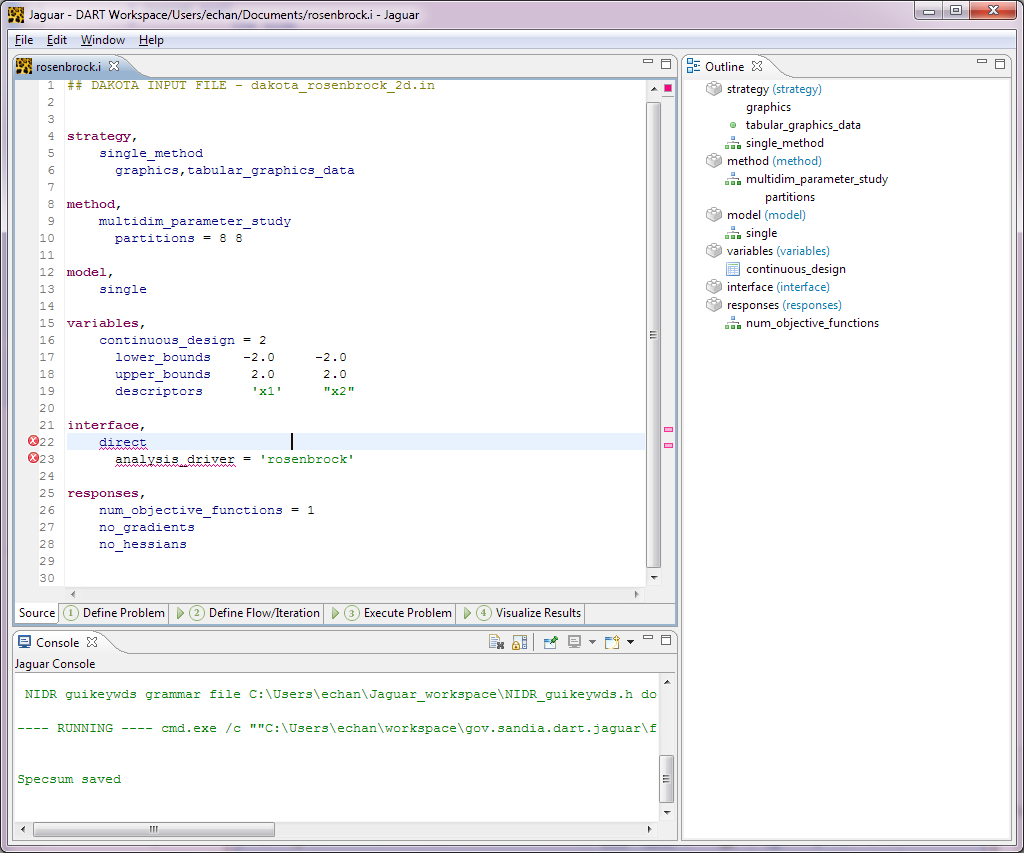 Jaguar - DART Workspace/Users/echan/Documents/rosenbrock.i - Jaguar
File Edit Window Help
rosenbrock.i
1 ## DAKOTA INPUT FILE - dakota_rosenbrock_2d.in
2
3
4 strategy,
5 single_method
6 graphics,tabular_graphics_data
7
8 method,
9 multidim_parameter_study
10 partitions = 8 8
11
12 model,
13 single
14
15 variables,
16 continuous_design = 2
17 lower_bounds -2.0 -2.0
18 upper_bounds 2.0 2.0
19 descriptors 'x1' "x2"
20
21 interface,
22 direct
23 analysis_driver = 'rosenbrock'
24
25 responses,
26 num_objective_functions = 1
27 no_gradients
28 no_hessians
29
30
Source 1 Define Problem 2 Define Flow/Iteration 3 Execute Problem 4 Visualize Results
Console
Jaguar Console
NIDR guikeywds grammar file C:\Users\echan\Jaguar_workspace\NIDR_guikeywds.h do
---- RUNNING ---- cmd.exe /c ""C:\Users\echan\workspace\gov.sandia.dart.jaguar\f
Specsum saved
Outline
strategy (strategy)
graphics
tabular_graphics_data
single_method
method (method)
multidim_parameter_study
partitions
model (model)
single
variables (variables)
continuous_design
interface (interface)
responses (responses)
num_objective_functions